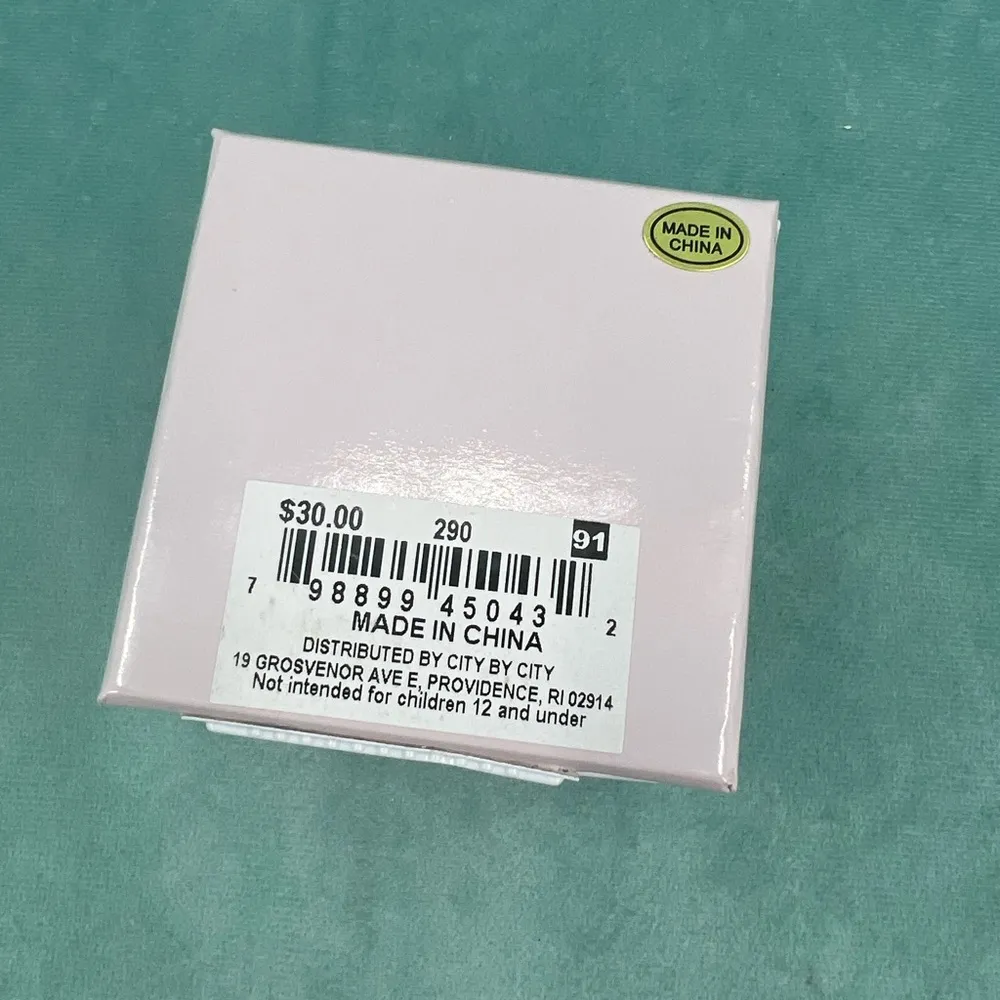 MADE IN
CHINA
$30.00 290 91
7 98899 45043 2
MADE IN CHINA
DISTRIBUTED BY CITY BY CITY
19 GROSVENOR AVE E, PROVIDENCE, RI 02914
Not intended for children 12 and under